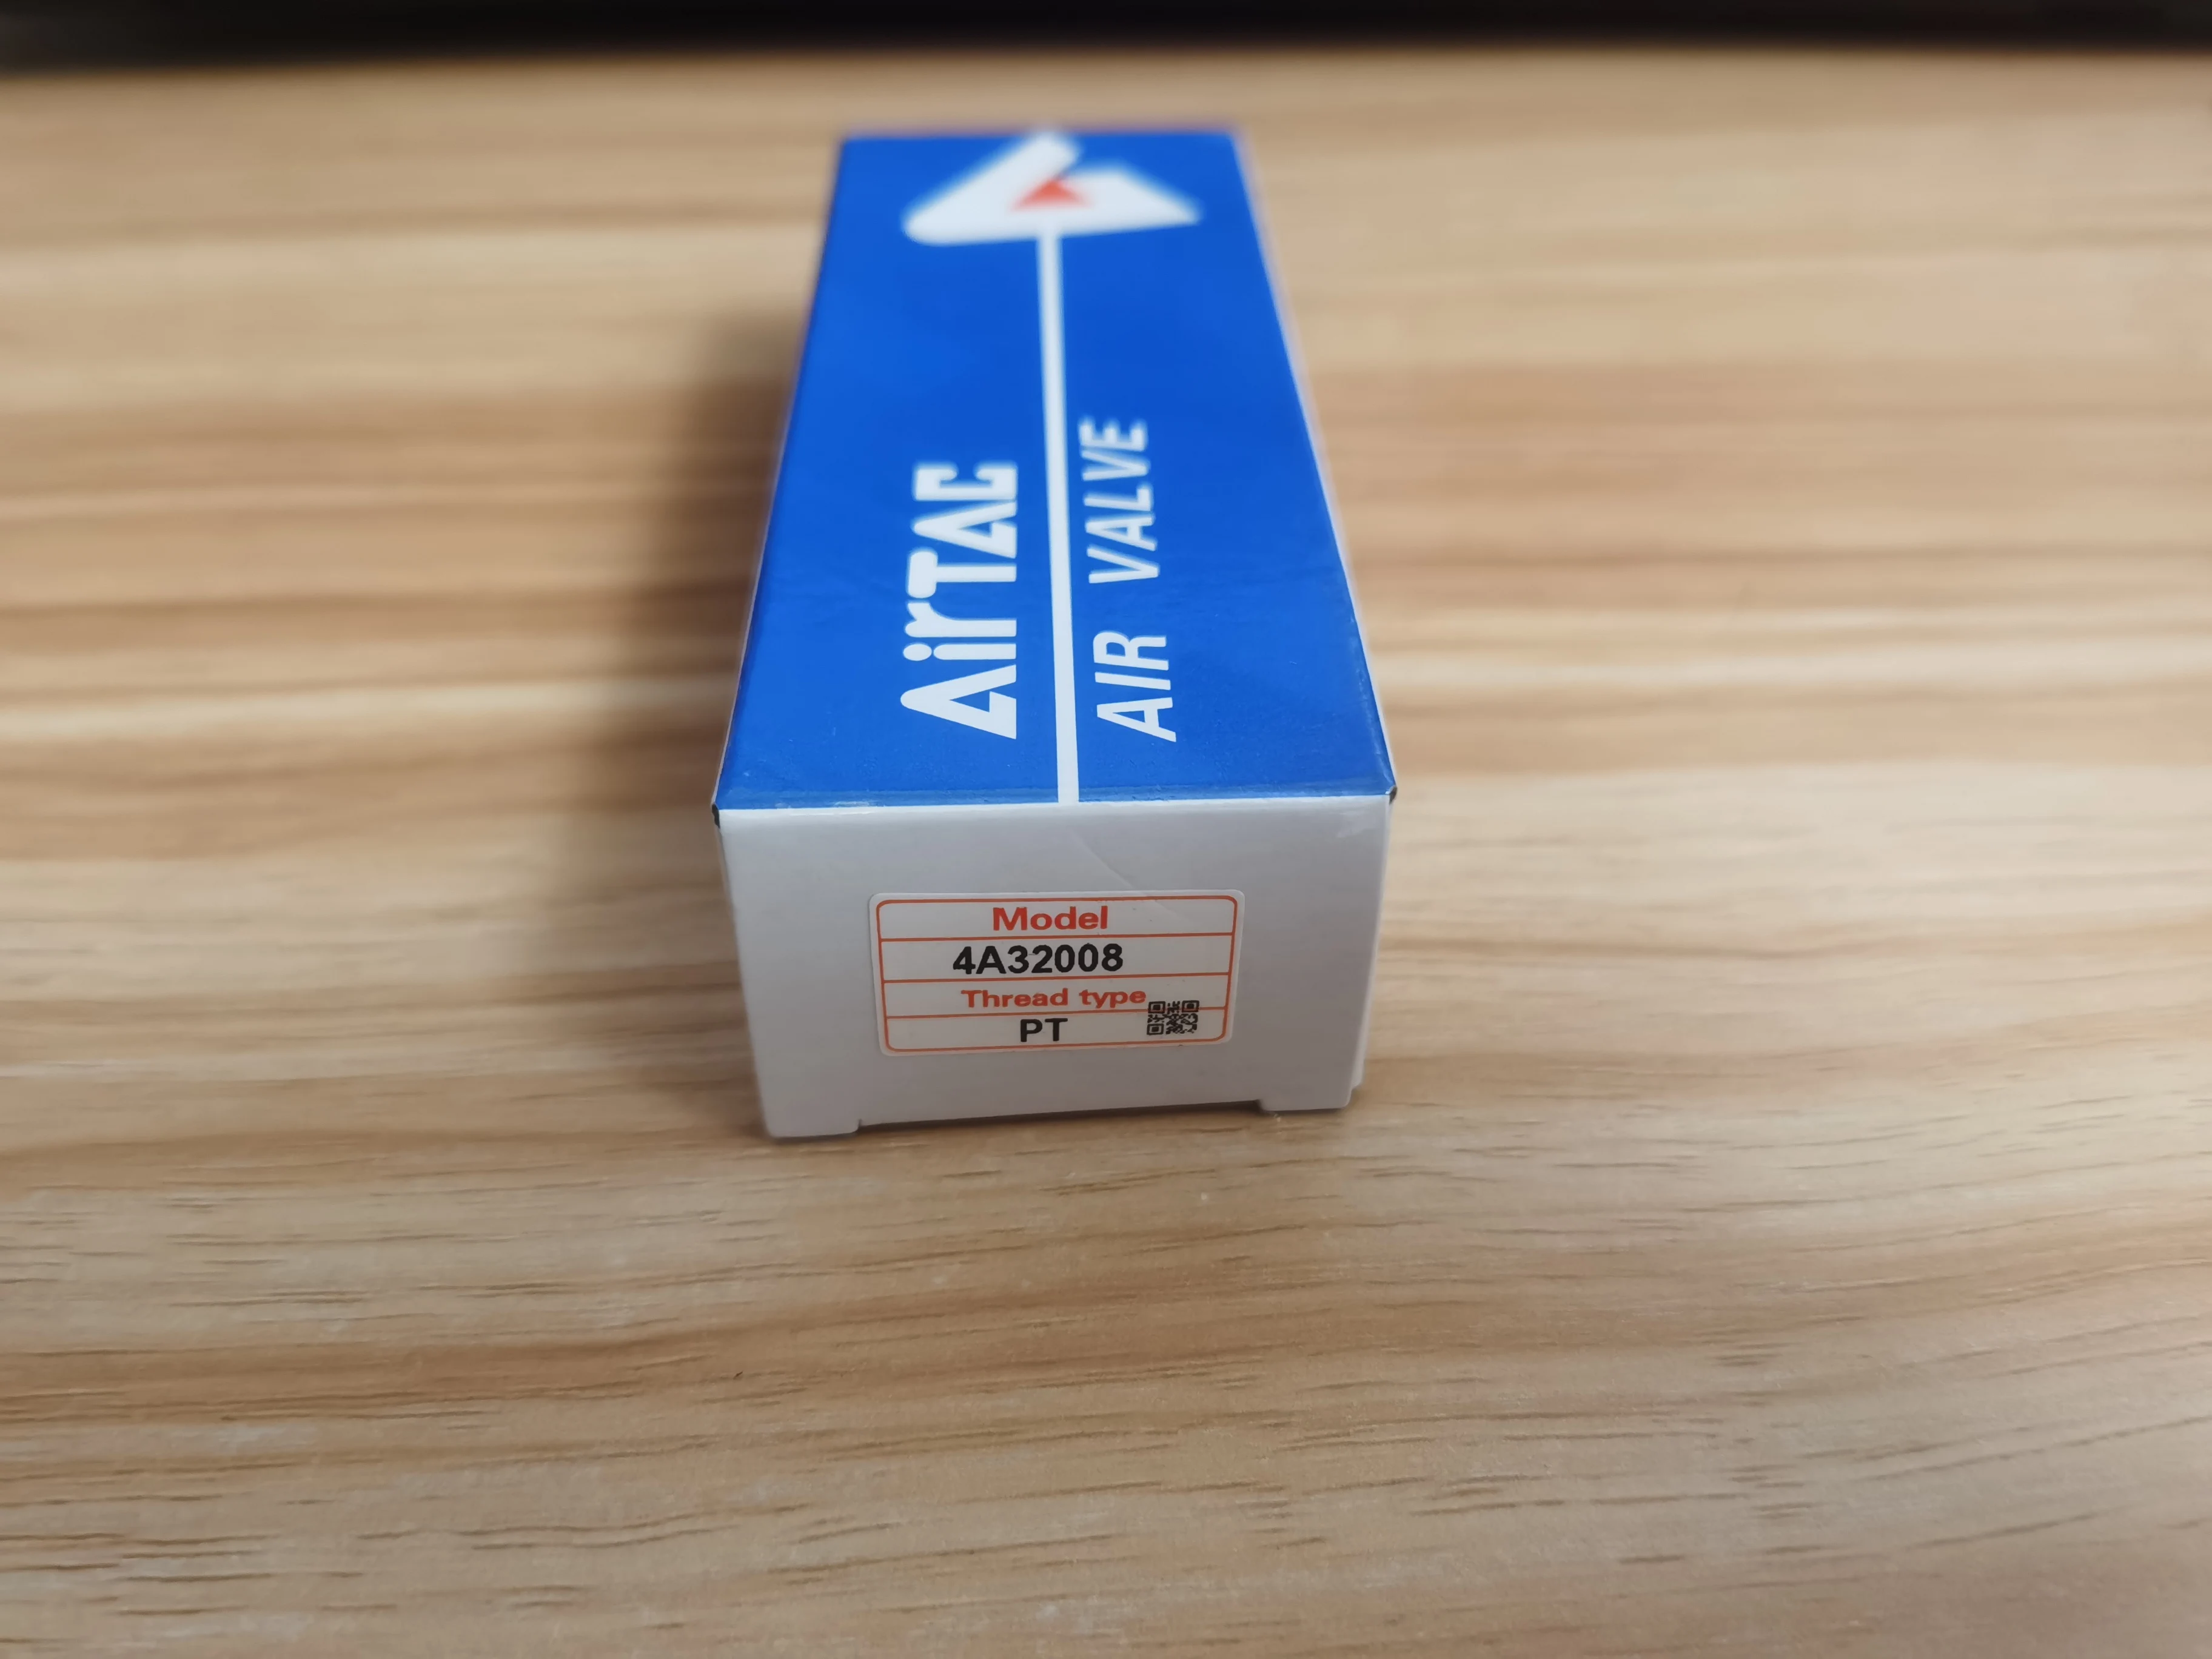 AirTAC
AIR VALVE
Model
4A32008
Thread type
PT